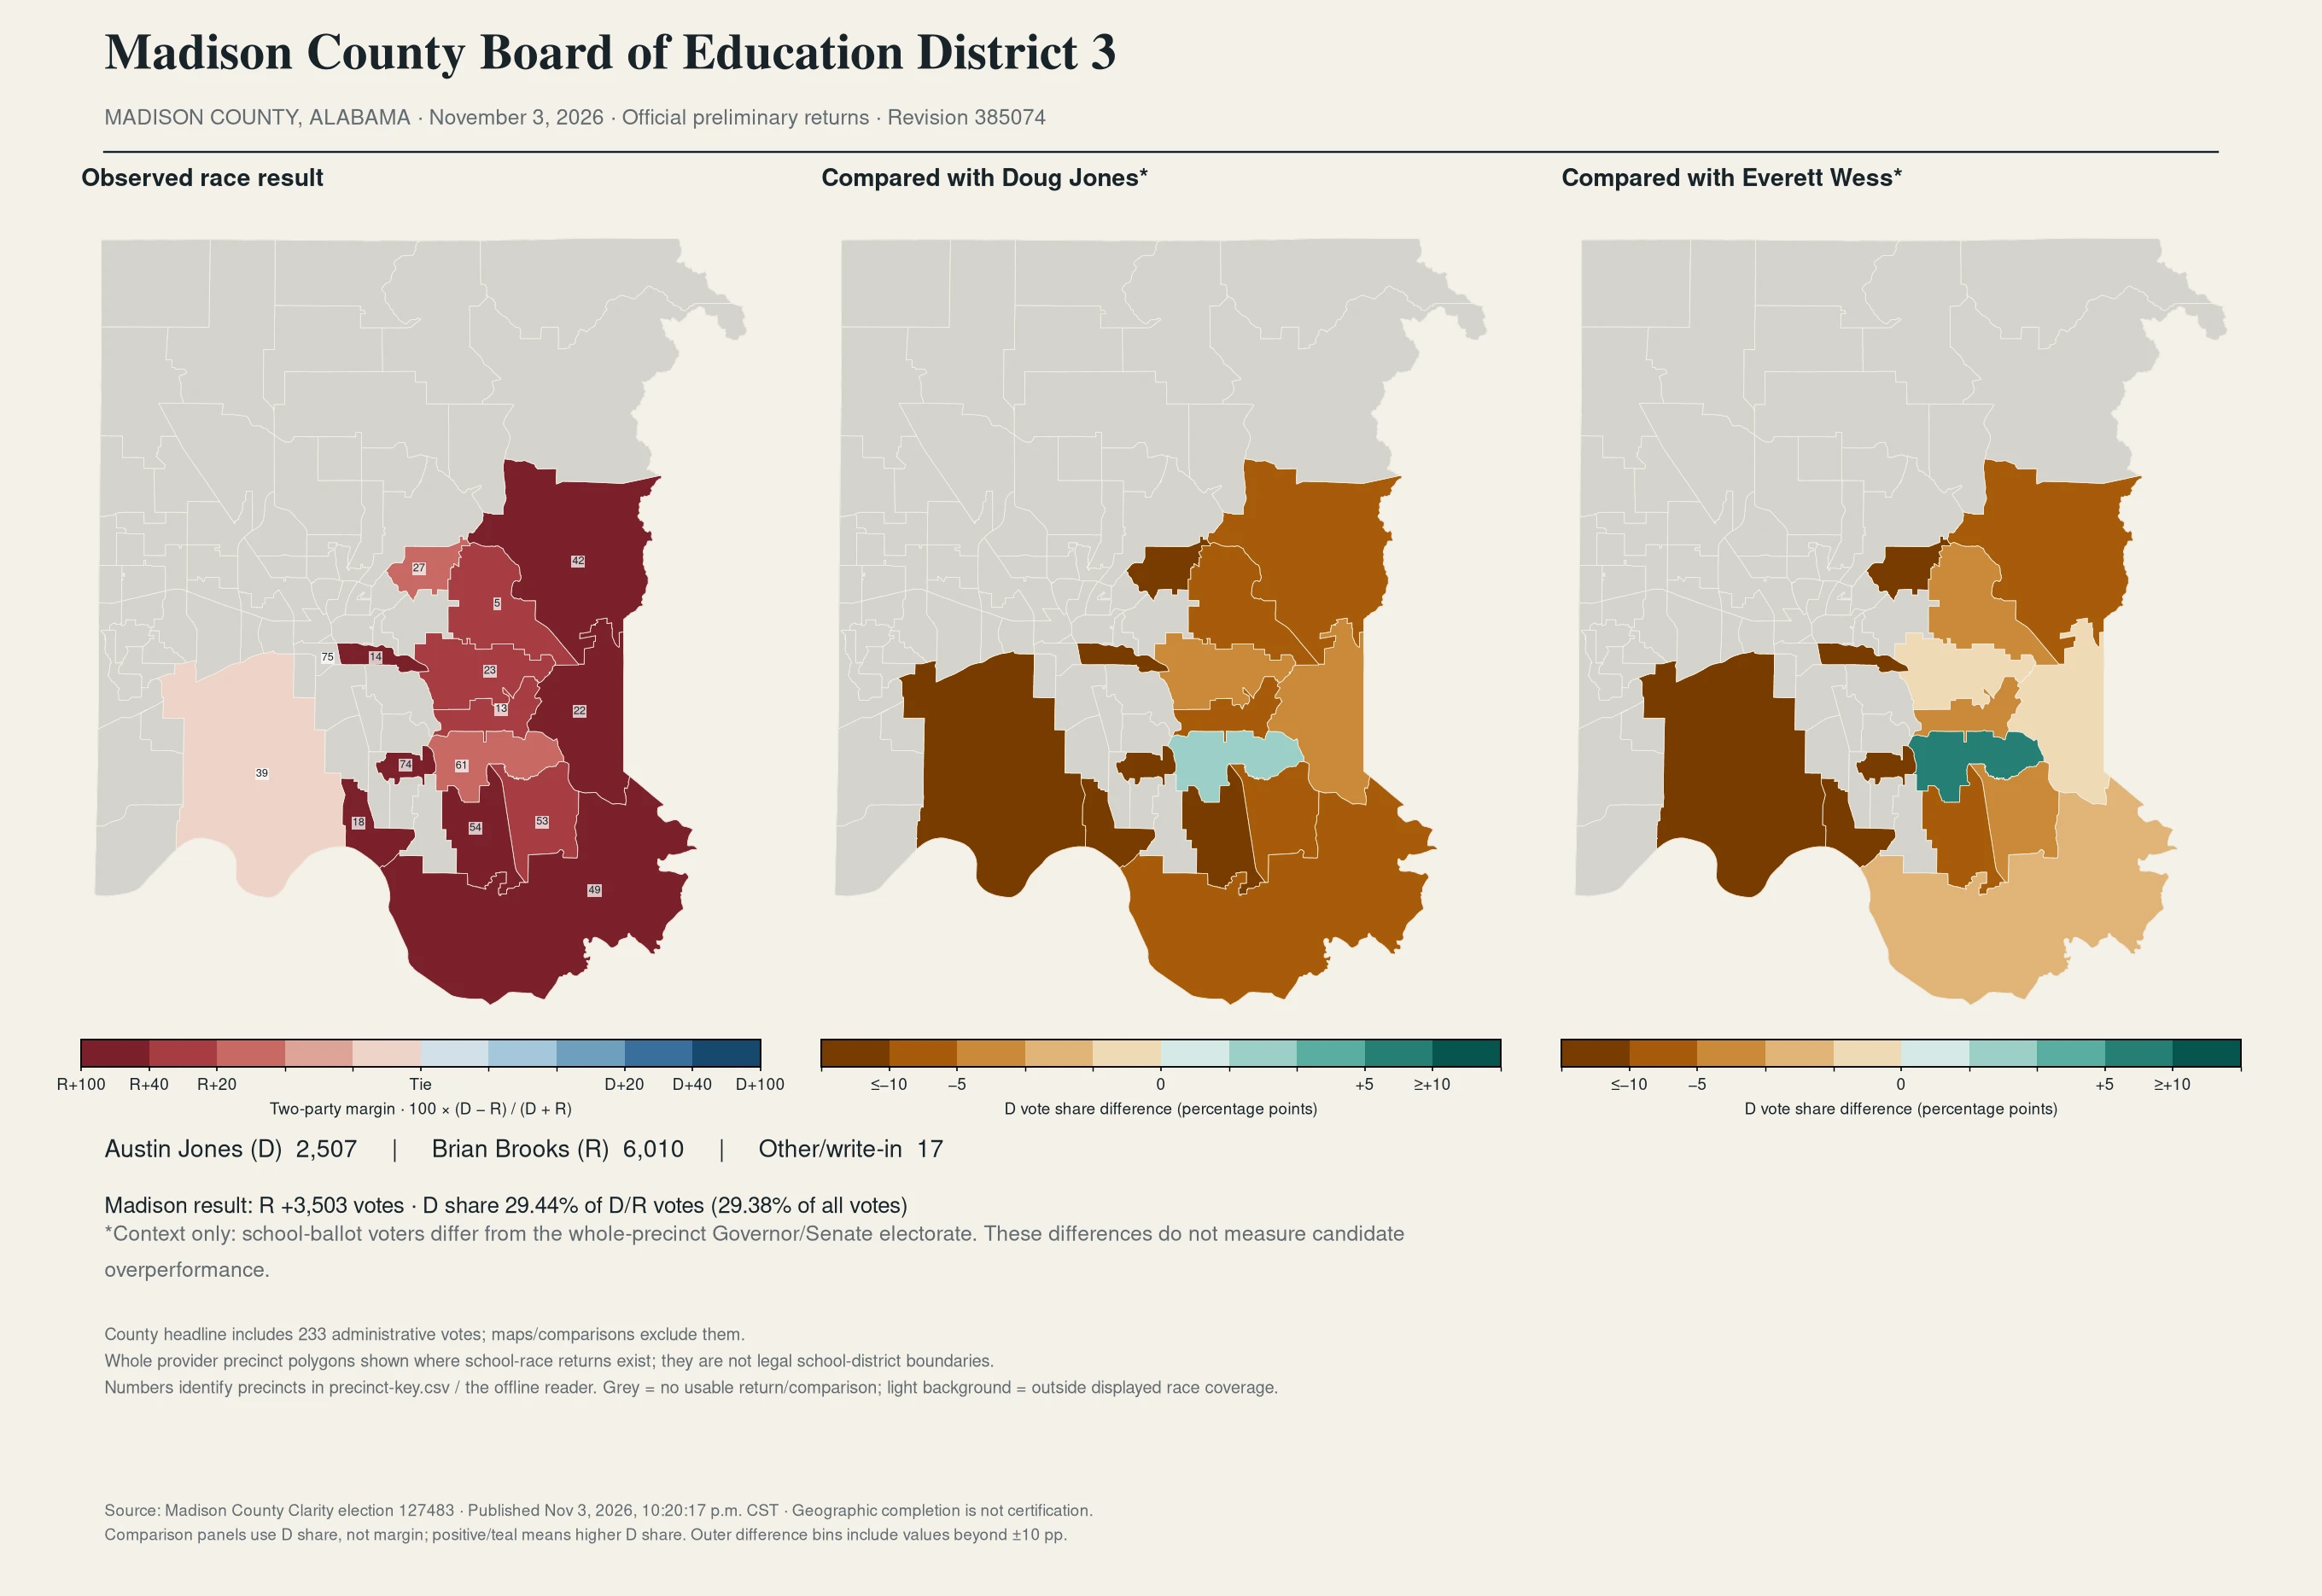 Madison County Board of Education District 3
MADISON COUNTY, ALABAMA · November 3, 2026 · Official preliminary returns · Revision 385074
Observed race result
Compared with Doug Jones*
Compared with Everett Wess*
42
27
5
75
14
23
13
22
74
61
39
18
54
53
49
R+100 R+40 R+20 Tie D+20 D+40 D+100
Two-party margin · 100 × (D − R) / (D + R)
≤−10 −5 0 +5 ≥+10
D vote share difference (percentage points)
≤−10 −5 0 +5 ≥+10
D vote share difference (percentage points)
Austin Jones (D) 2,507 | Brian Brooks (R) 6,010 | Other/write-in 17
Madison result: R +3,503 votes · D share 29.44% of D/R votes (29.38% of all votes)
*Context only: school-ballot voters differ from the whole-precinct Governor/Senate electorate. These differences do not measure candidate
overperformance.
County headline includes 233 administrative votes; maps/comparisons exclude them.
Whole provider precinct polygons shown where school-race returns exist; they are not legal school-district boundaries.
Numbers identify precincts in precinct-key.csv / the offline reader. Grey = no usable return/comparison; light background = outside displayed race coverage.
Source: Madison County Clarity election 127483 · Published Nov 3, 2026, 10:20:17 p.m. CST · Geographic completion is not certification.
Comparison panels use D share, not margin; positive/teal means higher D share. Outer difference bins include values beyond ±10 pp.